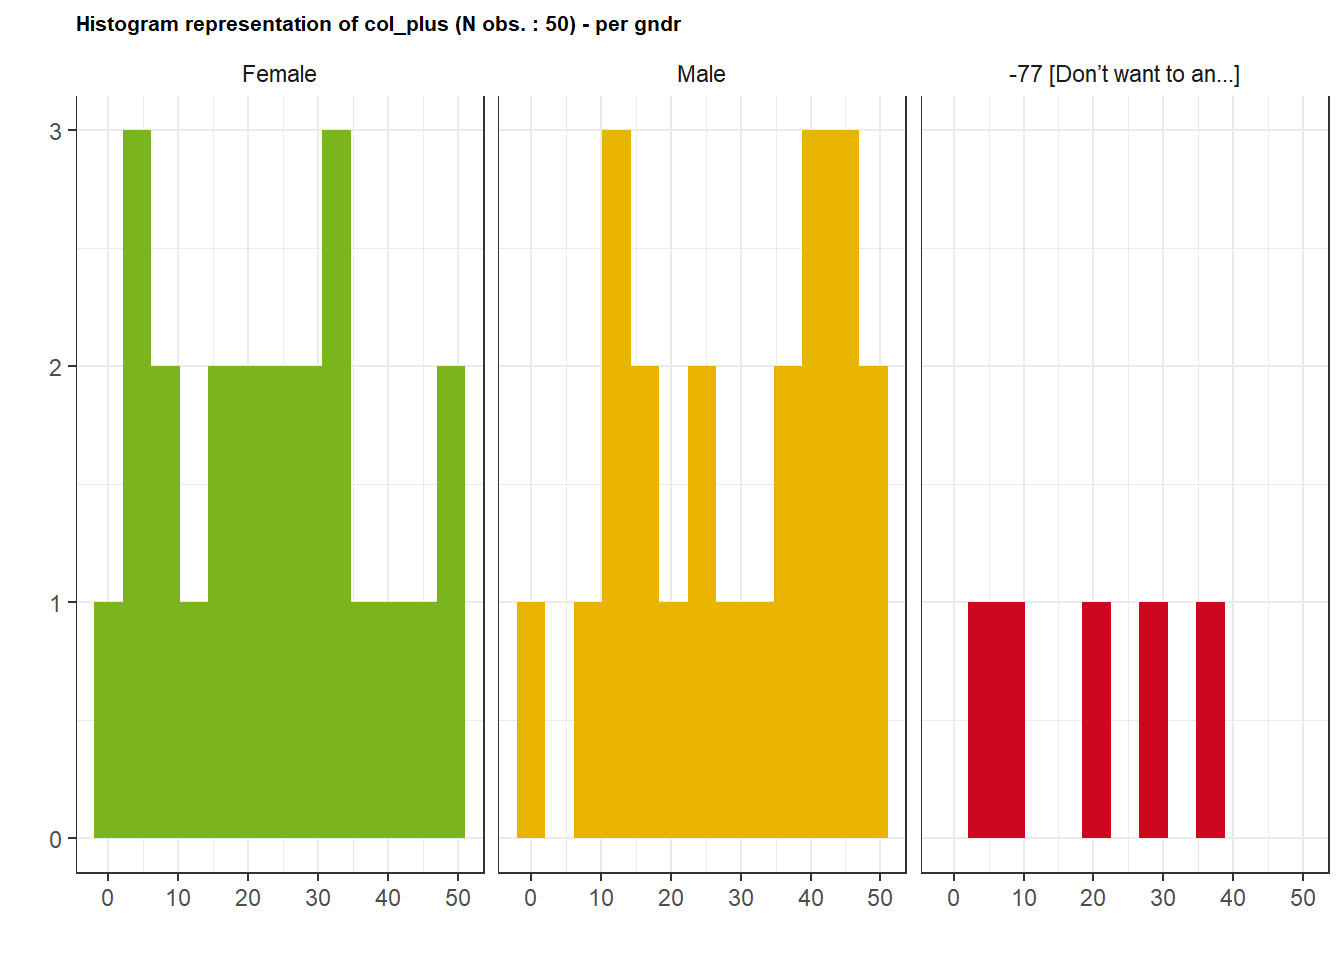 Histogram representation of col_plus (N obs. : 50) - per gndr
Female
Male
-77 [Don’t want to an...]
3
2
1
0
0 10 20 30 40 50
0 10 20 30 40 50
0 10 20 30 40 50